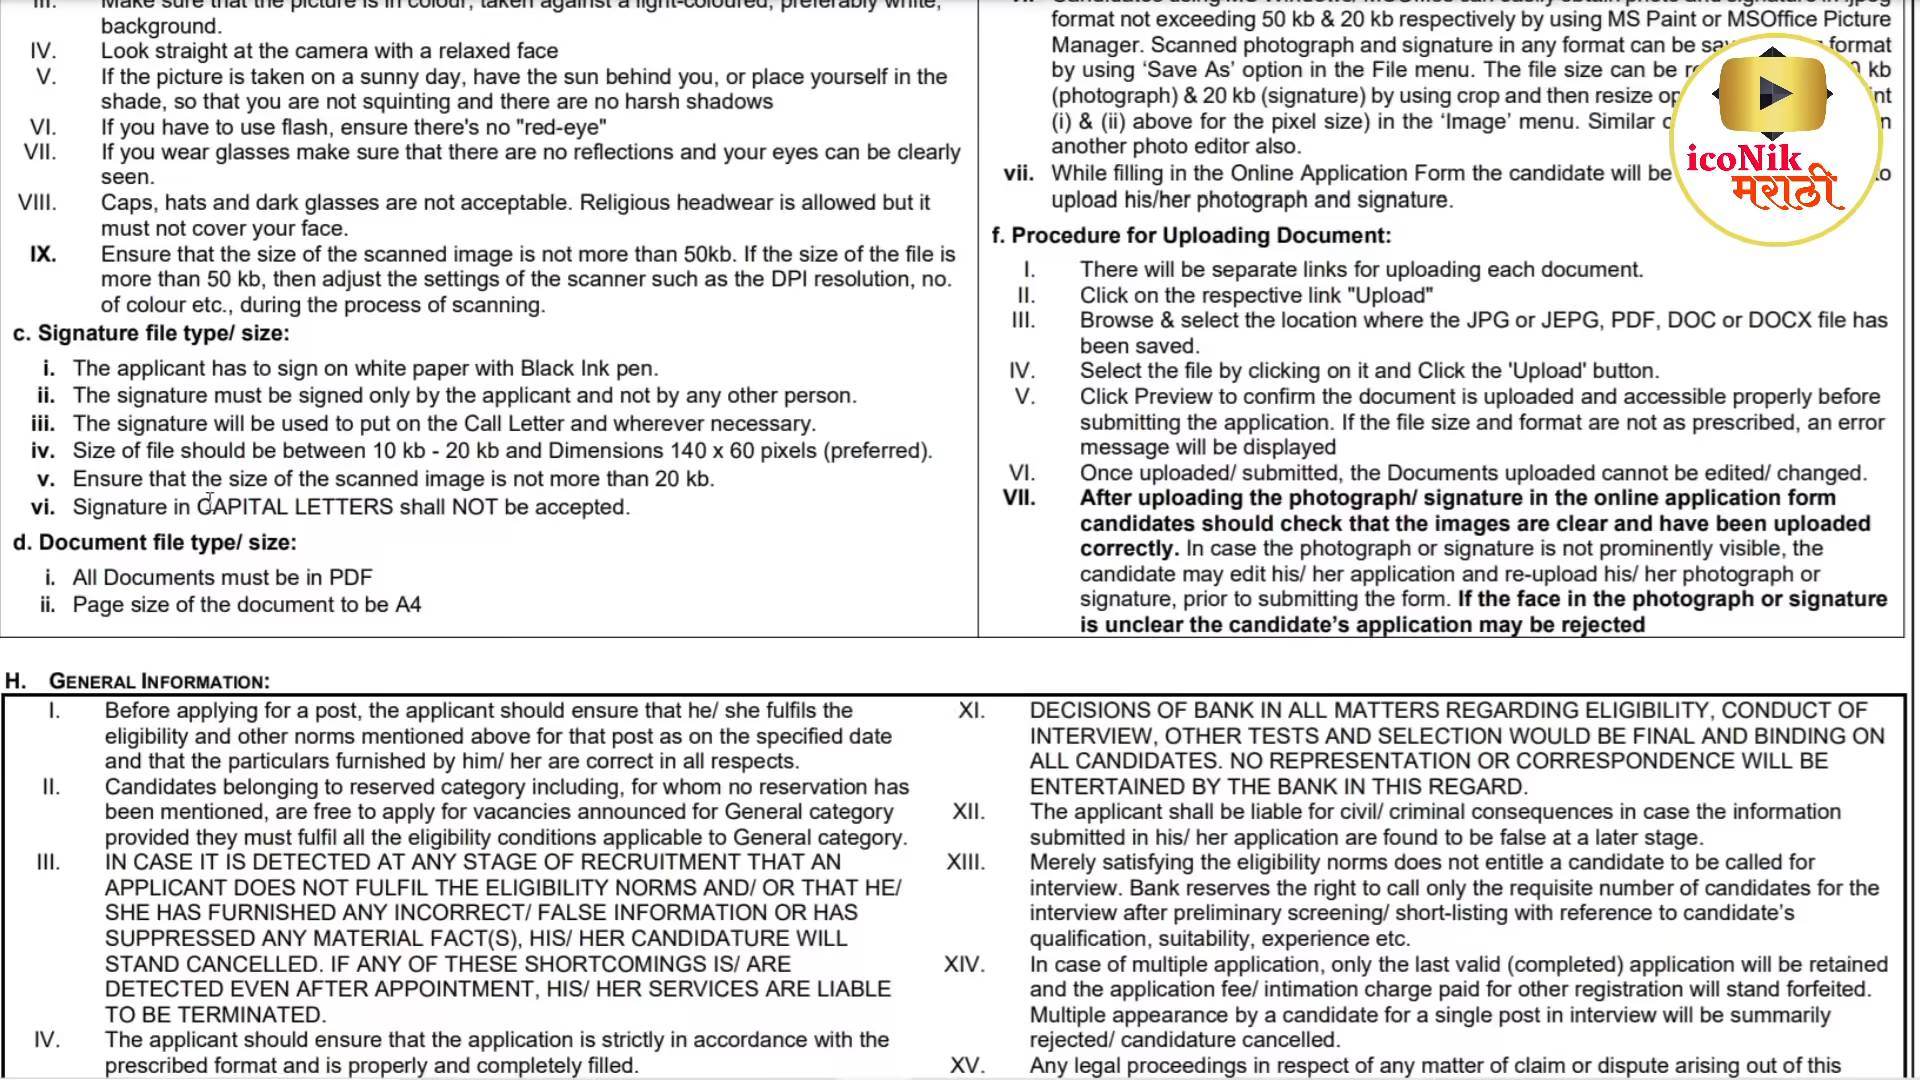 III. Make sure that the picture is in colour, taken against a light-coloured, preferably white,
background.
IV. Look straight at the camera with a relaxed face
V. If the picture is taken on a sunny day, have the sun behind you, or place yourself in the
shade, so that you are not squinting and there are no harsh shadows
VI. If you have to use flash, ensure there's no "red-eye"
VII. If you wear glasses make sure that there are no reflections and your eyes can be clearly
seen.
VIII. Caps, hats and dark glasses are not acceptable. Religious headwear is allowed but it
must not cover your face.
IX. Ensure that the size of the scanned image is not more than 50kb. If the size of the file is
more than 50 kb, then adjust the settings of the scanner such as the DPI resolution, no.
of colour etc., during the process of scanning.
c. Signature file type/ size:
i. The applicant has to sign on white paper with Black Ink pen.
ii. The signature must be signed only by the applicant and not by any other person.
iii. The signature will be used to put on the Call Letter and wherever necessary.
iv. Size of file should be between 10 kb - 20 kb and Dimensions 140 x 60 pixels (preferred).
v. Ensure that the size of the scanned image is not more than 20 kb.
vi. Signature in CAPITAL LETTERS shall NOT be accepted.
d. Document file type/ size:
i. All Documents must be in PDF
ii. Page size of the document to be A4
format not exceeding 50 kb & 20 kb respectively by using MS Paint or MSOffice Picture
Manager. Scanned photograph and signature in any format can be format
by using ‘Save As’ option in the File menu. The file size can be kb
(photograph) & 20 kb (signature) by using crop and then resize
(i) & (ii) above for the pixel size) in the ‘Image’ menu. Similar
another photo editor also.
vii. While filling in the Online Application Form the candidate will be
upload his/her photograph and signature.
f. Procedure for Uploading Document:
I. There will be separate links for uploading each document.
II. Click on the respective link "Upload"
III. Browse & select the location where the JPG or JEPG, PDF, DOC or DOCX file has
been saved.
IV. Select the file by clicking on it and Click the 'Upload' button.
V. Click Preview to confirm the document is uploaded and accessible properly before
submitting the application. If the file size and format are not as prescribed, an error
message will be displayed
VI. Once uploaded/ submitted, the Documents uploaded cannot be edited/ changed.
VII. After uploading the photograph/ signature in the online application form
candidates should check that the images are clear and have been uploaded
correctly. In case the photograph or signature is not prominently visible, the
candidate may edit his/ her application and re-upload his/ her photograph or
signature, prior to submitting the form. If the face in the photograph or signature
is unclear the candidate’s application may be rejected
icoNik
मराठी
H. GENERAL INFORMATION:
I. Before applying for a post, the applicant should ensure that he/ she fulfils the
eligibility and other norms mentioned above for that post as on the specified date
and that the particulars furnished by him/ her are correct in all respects.
II. Candidates belonging to reserved category including, for whom no reservation has
been mentioned, are free to apply for vacancies announced for General category
provided they must fulfil all the eligibility conditions applicable to General category.
III. IN CASE IT IS DETECTED AT ANY STAGE OF RECRUITMENT THAT AN
APPLICANT DOES NOT FULFIL THE ELIGIBILITY NORMS AND/ OR THAT HE/
SHE HAS FURNISHED ANY INCORRECT/ FALSE INFORMATION OR HAS
SUPPRESSED ANY MATERIAL FACT(S), HIS/ HER CANDIDATURE WILL
STAND CANCELLED. IF ANY OF THESE SHORTCOMINGS IS/ ARE
DETECTED EVEN AFTER APPOINTMENT, HIS/ HER SERVICES ARE LIABLE
TO BE TERMINATED.
IV. The applicant should ensure that the application is strictly in accordance with the
prescribed format and is properly and completely filled.
XI. DECISIONS OF BANK IN ALL MATTERS REGARDING ELIGIBILITY, CONDUCT OF
INTERVIEW, OTHER TESTS AND SELECTION WOULD BE FINAL AND BINDING ON
ALL CANDIDATES. NO REPRESENTATION OR CORRESPONDENCE WILL BE
ENTERTAINED BY THE BANK IN THIS REGARD.
XII. The applicant shall be liable for civil/ criminal consequences in case the information
submitted in his/ her application are found to be false at a later stage.
XIII. Merely satisfying the eligibility norms does not entitle a candidate to be called for
interview. Bank reserves the right to call only the requisite number of candidates for the
interview after preliminary screening/ short-listing with reference to candidate’s
qualification, suitability, experience etc.
XIV. In case of multiple application, only the last valid (completed) application will be retained
and the application fee/ intimation charge paid for other registration will stand forfeited.
Multiple appearance by a candidate for a single post in interview will be summarily
rejected/ candidature cancelled.
XV. Any legal proceedings in respect of any matter of claim or dispute arising out of this